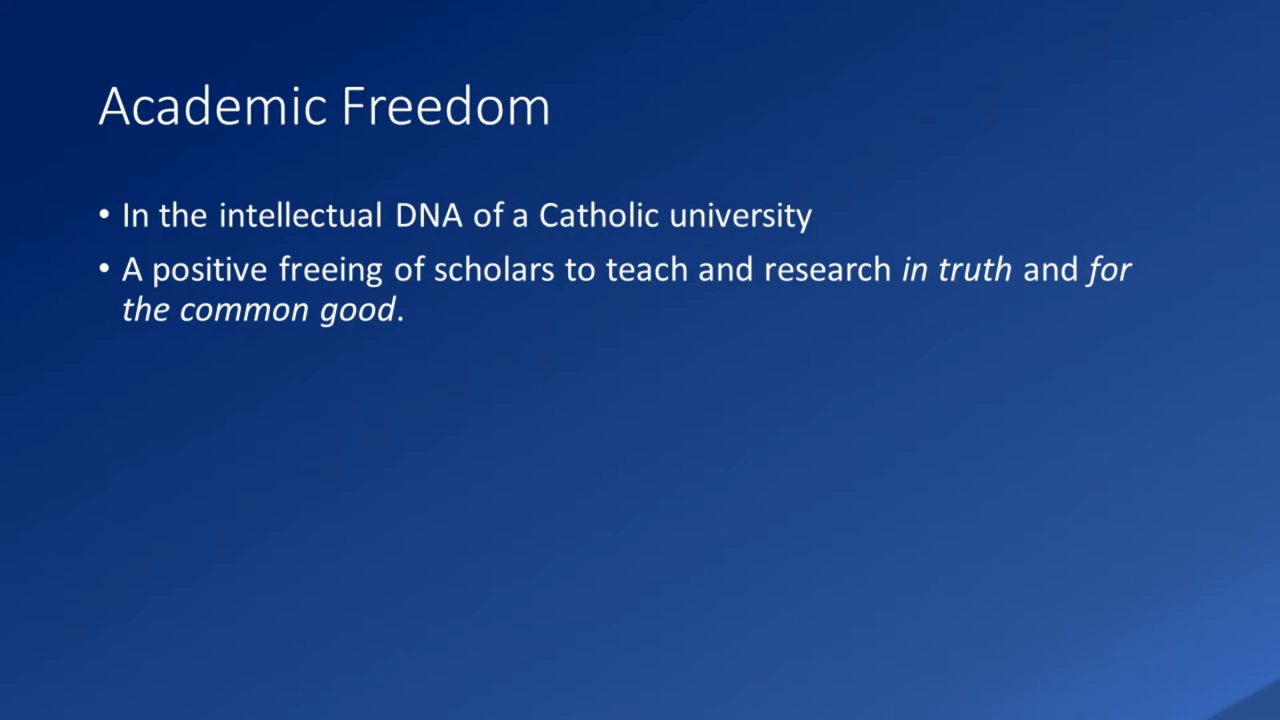 Academic Freedom
• In the intellectual DNA of a Catholic university
• A positive freeing of scholars to teach and research in truth and for
the common good.